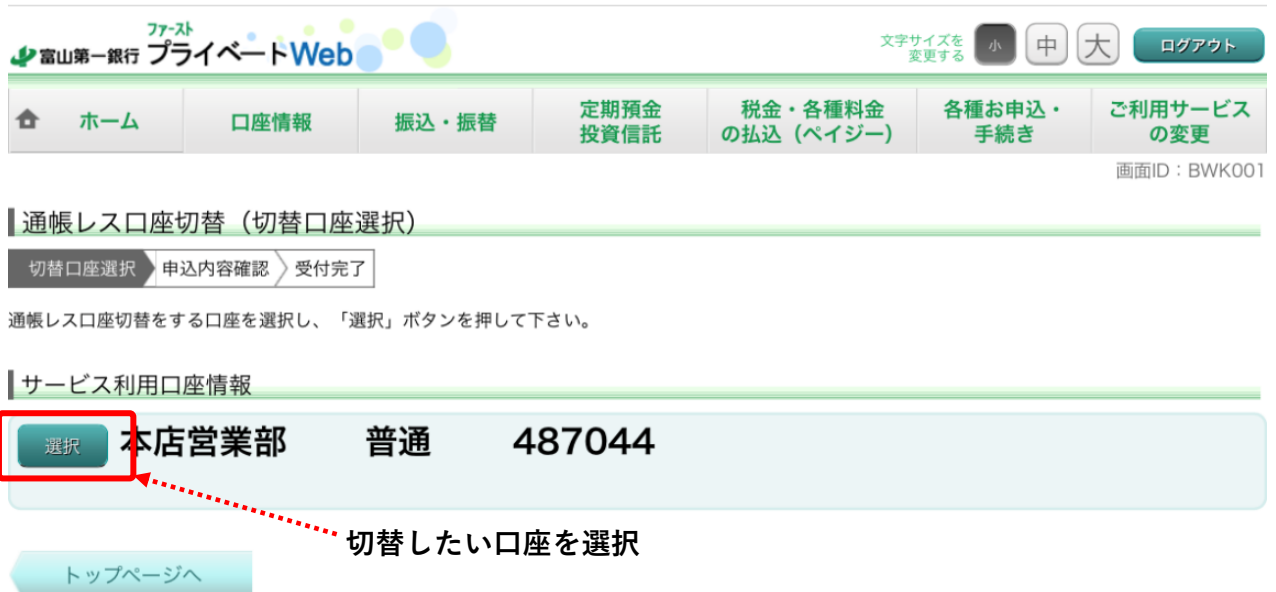 ファースト
富山第一銀行 プライベートWeb
文字サイズを
変更する
小 中 大 ログアウト
ホーム
口座情報
振込・振替
定期預金
投資信託
税金・各種料金
の払込（ペイジー）
各種お申込・
手続き
ご利用サービス
の変更
画面ID：BWK001
通帳レス口座切替（切替口座選択）
切替口座選択 申込内容確認 受付完了
通帳レス口座切替をする口座を選択し、「選択」ボタンを押して下さい。
サービス利用口座情報
選択 本店営業部 普通 487044
切替したい口座を選択
トップページへ